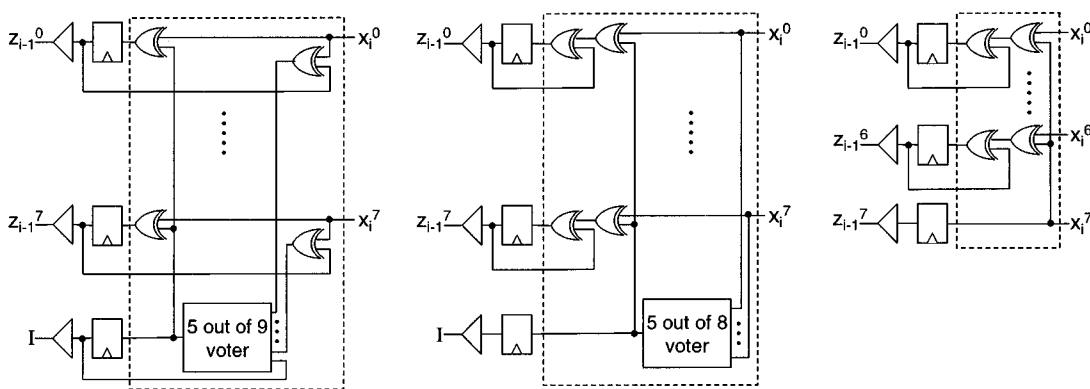 z_{i-1}^0
x_i^0
z_{i-1}^7
x_i^7
I
5 out of 9
voter
z_{i-1}^0
x_i^0
z_{i-1}^7
x_i^7
I
5 out of 8
voter
z_{i-1}^0
x_i^0
z_{i-1}^6
x_i^6
z_{i-1}^7
x_i^7